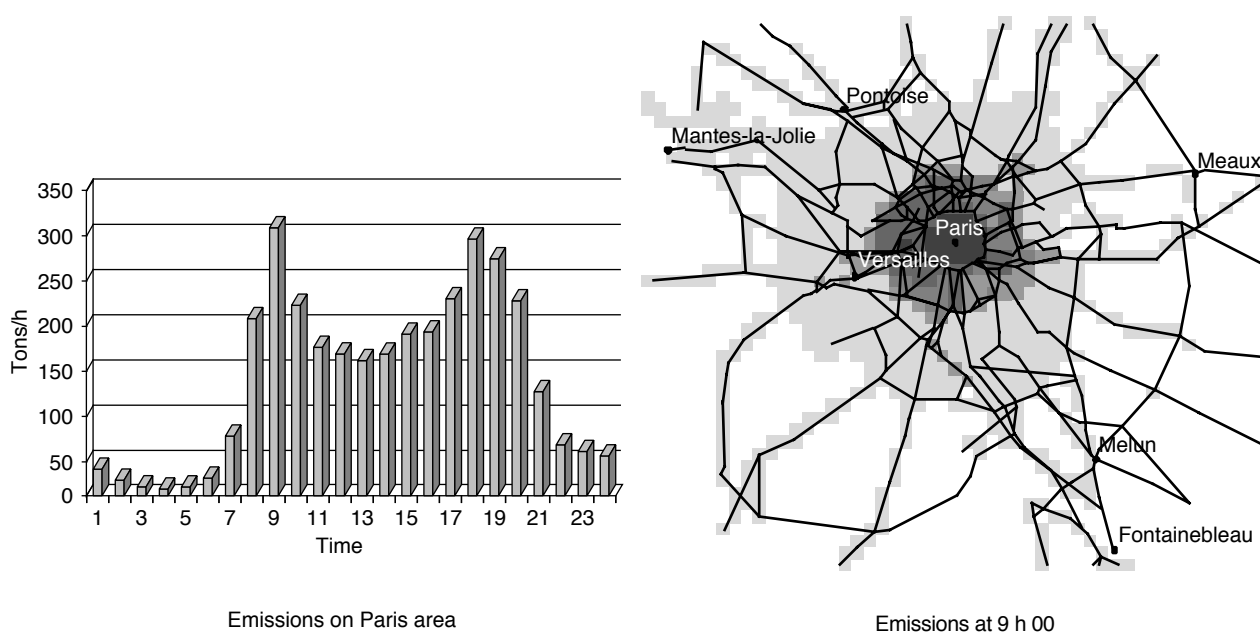 350
300
250
200
150
100
50
0
Tons/h
1 3 5 7 9 11 13 15 17 19 21 23
Time
Emissions on Paris area
Pontoise
Mantes-la-Jolie
Meaux
Paris
Versailles
Melun
Fontainebleau
Emissions at 9 h 00